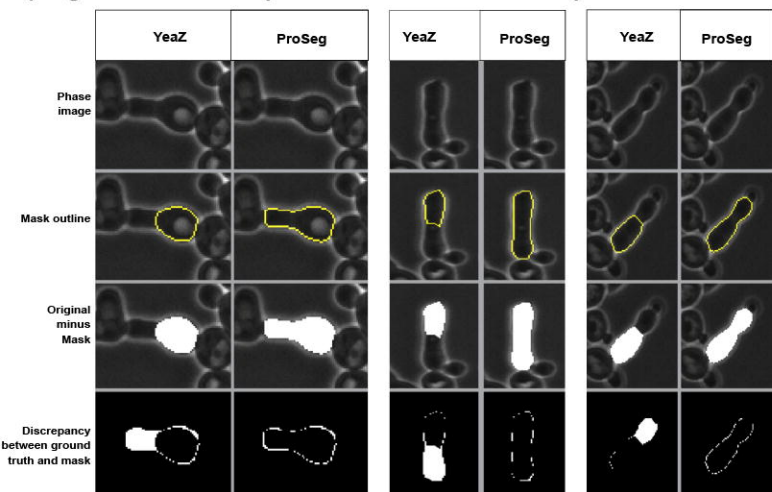 YeaZ ProSeg YeaZ ProSeg YeaZ ProSeg
Phase
image
Mask outline
Original
minus
Mask
Discrepancy
between ground
truth and mask